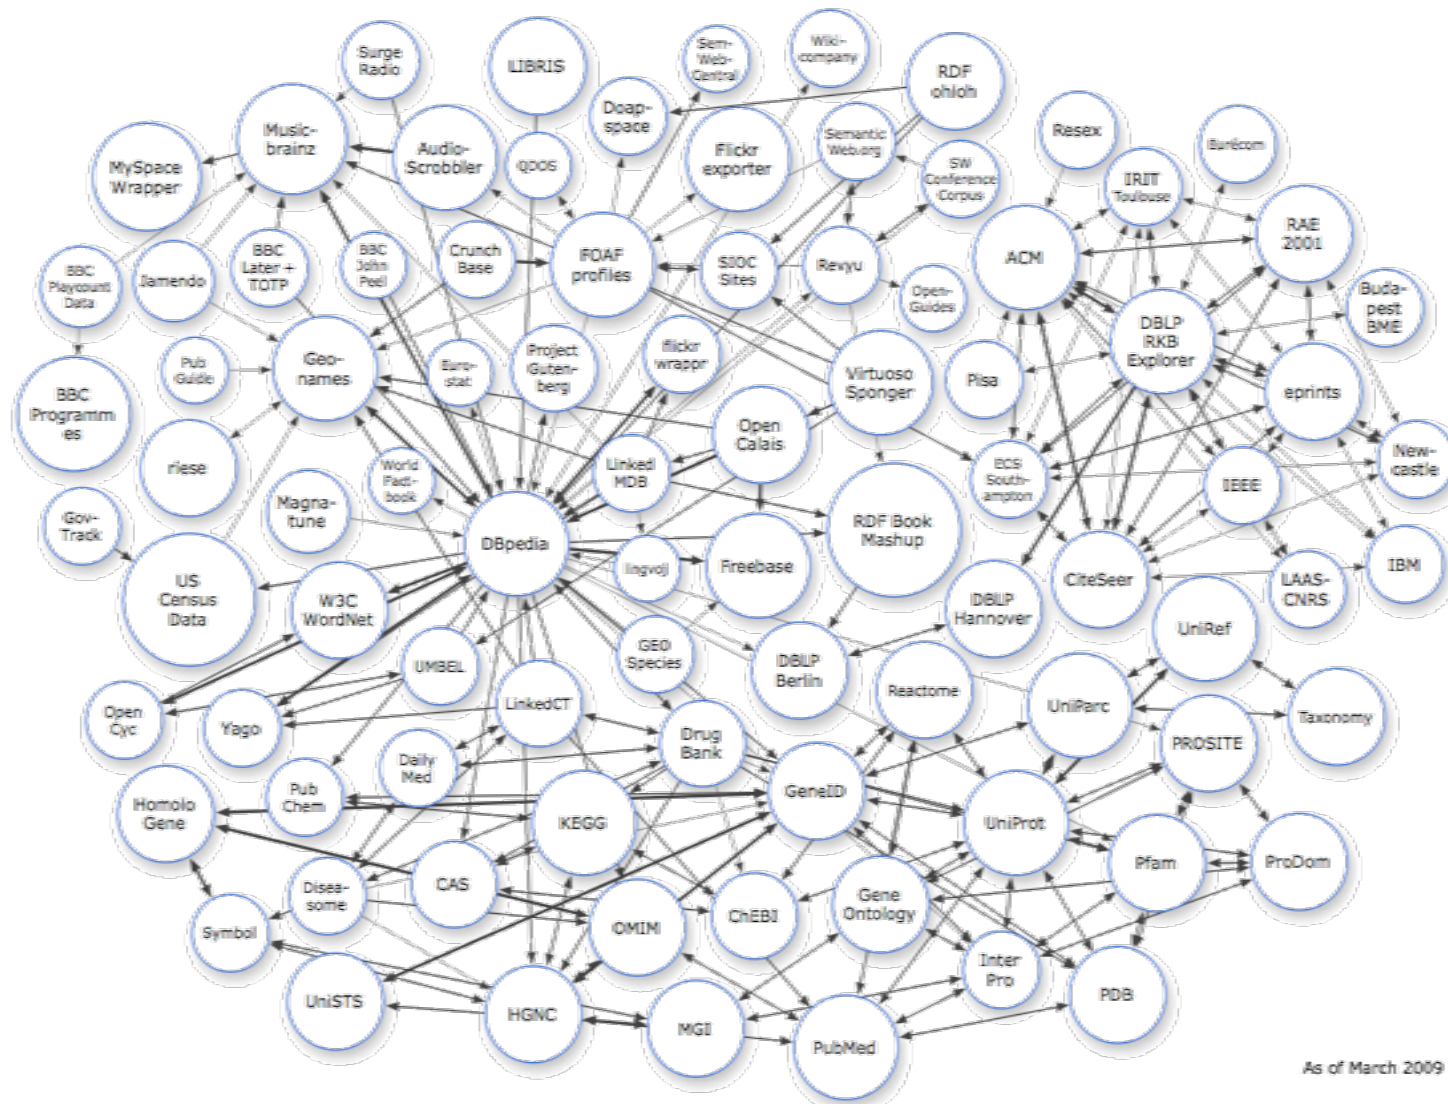 Surge
Radio
LIBRIS
Sem-
Web-
Central
Wiki-
company
RDF
ohloh
Doap-
space
Music-
brainz
Audio-
Scrobbler
QDOS
Flickr
exporter
Semantic
Web.org
SW
Conference
Corpus
Resex
Eurécom
MySpace
Wrapper
IRIT
Toulouse
RAE
2001
BBC
Playcount
Data
Jamendo
BBC
Later +
TOTP
BBC
John
Peel
Crunch
Base
FOAF
profiles
SIOC
Sites
Revyu
Open-
Guides
ACM
Buda-
pest
BME
DBLP
RKB
Explorer
Pub
Guide
Geo-
names
Euro-
stat
Project
Guten-
berg
flickr
wrappr
Virtuoso
Sponger
Pisa
eprints
BBC
Programm
es
riese
World
Fact-
book
Linked
MDB
Open
Calais
ECS
South-
ampton
IEEE
New-
castle
Gov-
Track
Magna-
tune
DBpedia
RDF Book
Mashup
Freebase
lingvoj
US
Census
Data
W3C
WordNet
DBLP
Hannover
CiteSeer
LAAS-
CNRS
IBM
UniRef
UMBEL
GEO
Species
DBLP
Berlin
Reactome
UniParc
Taxonomy
Open
Cyc
Yago
LinkedCT
Drug
Bank
PROSITE
Daily
Med
Pub
Chem
Homolo
Gene
KEGG
GeneID
UniProt
Pfam
ProDom
Disea-
some
CAS
ChEBI
Gene
Ontology
Symbol
OMIM
Inter
Pro
UniSTS
HGNC
MGI
PubMed
PDB
As of March 2009